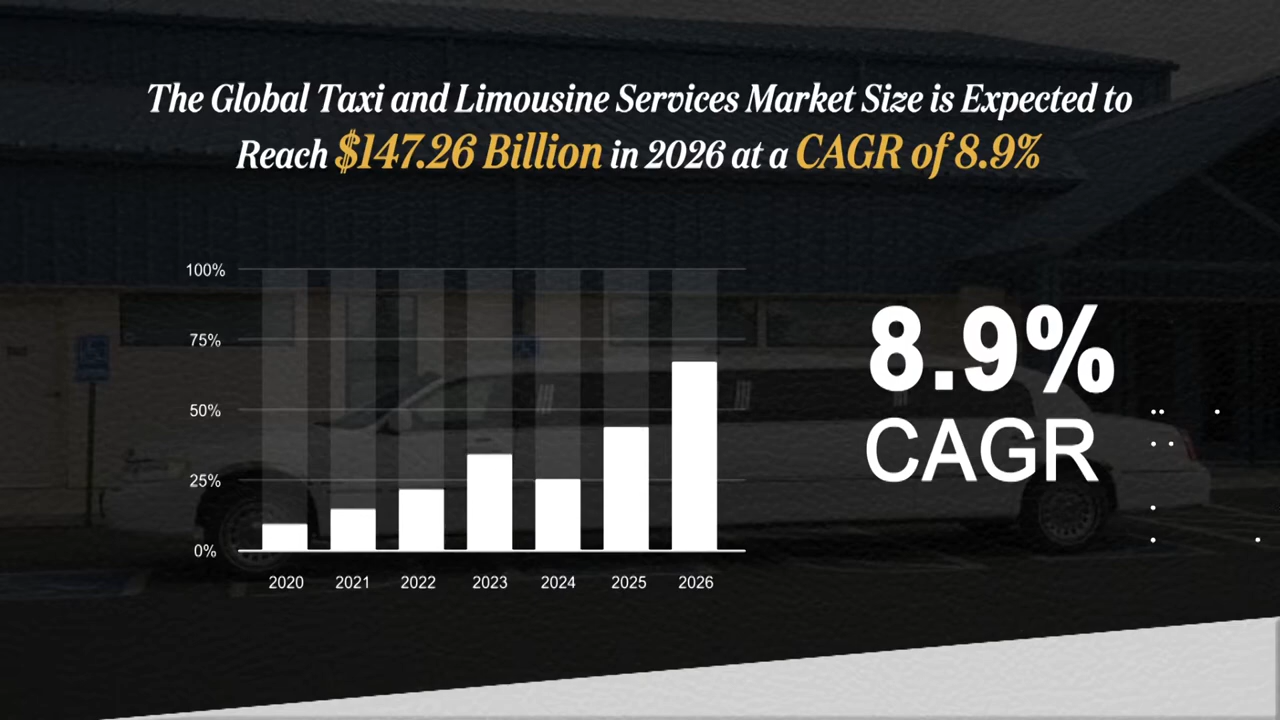 The Global Taxi and Limousine Services Market Size is Expected to
Reach $147.26 Billion in 2026 at a CAGR of 8.9%
100%
75%
50%
25%
0%
2020 2021 2022 2023 2024 2025 2026
8.9%
CAGR